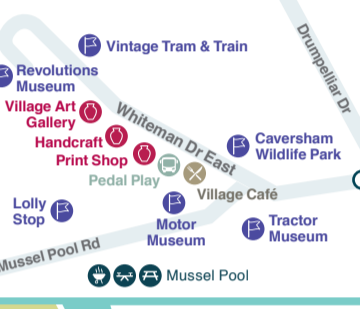 Vintage Tram & Train
Drumpellier Dr
Revolutions
Museum
Village Art
Gallery
Whiteman Dr East
Handcraft
Print Shop
Caversham
Wildlife Park
Pedal Play
Village Café
Lolly
Stop
Motor
Museum
Tractor
Museum
Mussel Pool Rd
Mussel Pool